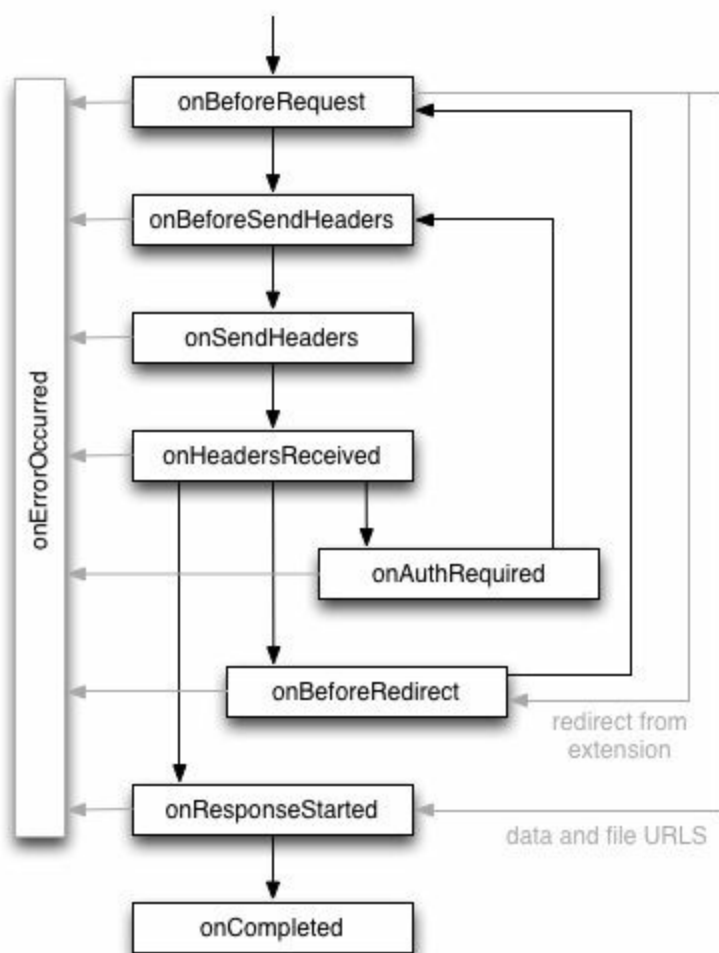 onBeforeRequest
onBeforeSendHeaders
onSendHeaders
onErrorOccurred
onHeadersReceived
onAuthRequired
onBeforeRedirect
redirect from
extension
onResponseStarted
data and file URLS
onCompleted